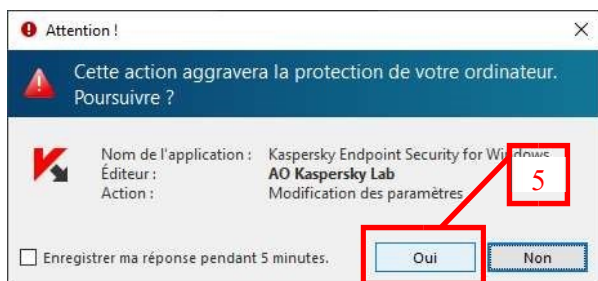 Attention !
Cette action aggravera la protection de votre ordinateur.
Poursuivre ?
Nom de l'application : Kaspersky Endpoint Security for Windows
Éditeur : AO Kaspersky Lab
Action : Modification des paramètres
5
Enregistrer ma réponse pendant 5 minutes.
Oui
Non